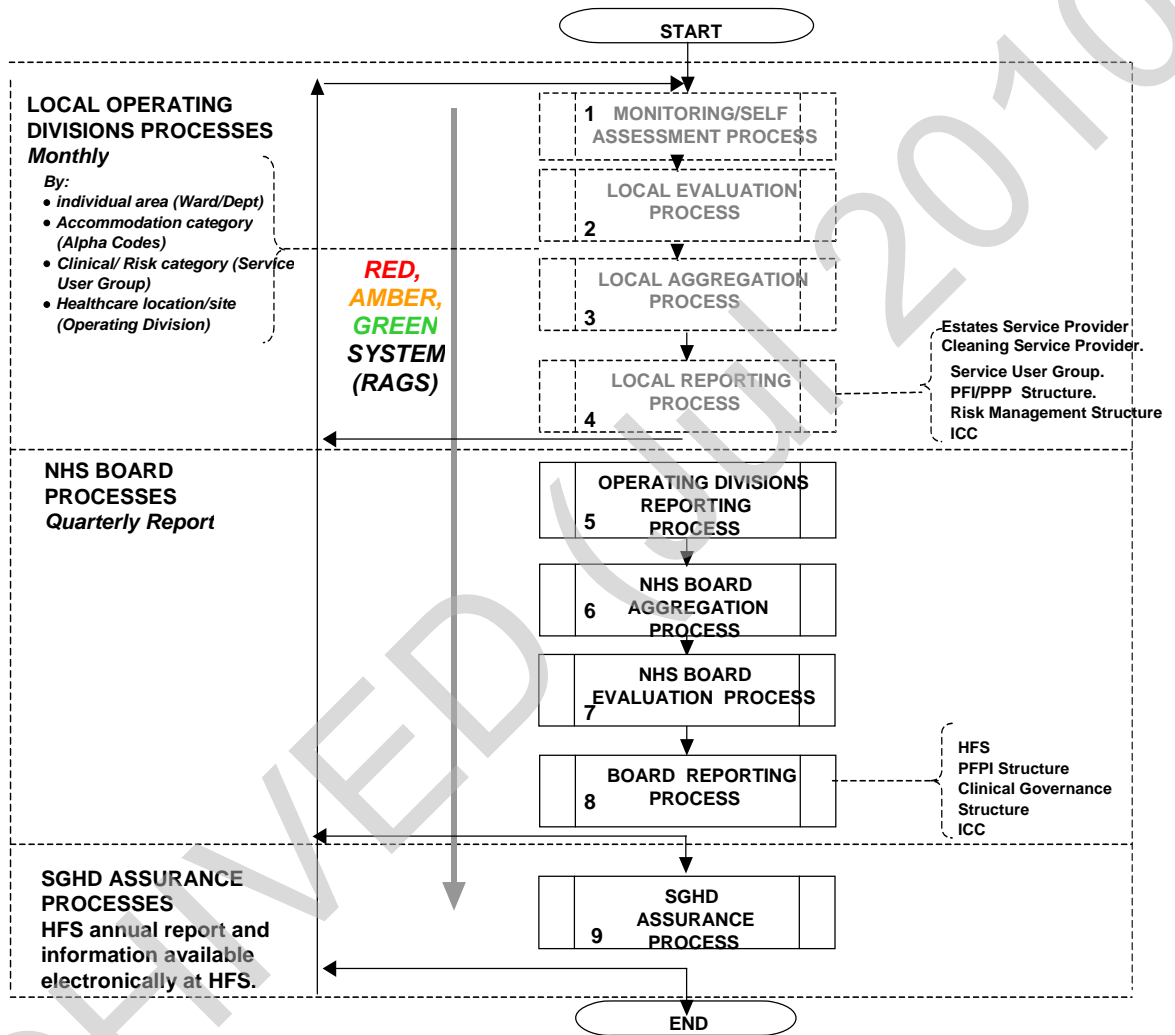 START
LOCAL OPERATING
DIVISIONS PROCESSES
Monthly
By:
• individual area (Ward/Dept)
• Accommodation category
(Alpha Codes)
• Clinical/ Risk category (Service
User Group)
• Healthcare location/site
(Operating Division)
RED,
AMBER,
GREEN
SYSTEM
(RAGS)
1
MONITORING/SELF
ASSESSMENT PROCESS
LOCAL EVALUATION
PROCESS
2
LOCAL AGGREGATION
PROCESS
3
LOCAL REPORTING
PROCESS
4
Estates Service Provider
Cleaning Service Provider.
Service User Group.
PFI/PPP Structure.
Risk Management Structure
ICC
NHS BOARD
PROCESSES
Quarterly Report
OPERATING DIVISIONS
REPORTING
PROCESS
5
NHS BOARD
AGGREGATION
PROCESS
6
NHS BOARD
EVALUATION PROCESS
7
BOARD REPORTING
PROCESS
8
HFS
PFPI Structure
Clinical Governance
Structure
ICC
SGHD ASSURANCE
PROCESSES
HFS annual report and
information available
electronically at HFS.
SGHD
ASSURANCE
PROCESS
9
END
HIVED (Jul 2010